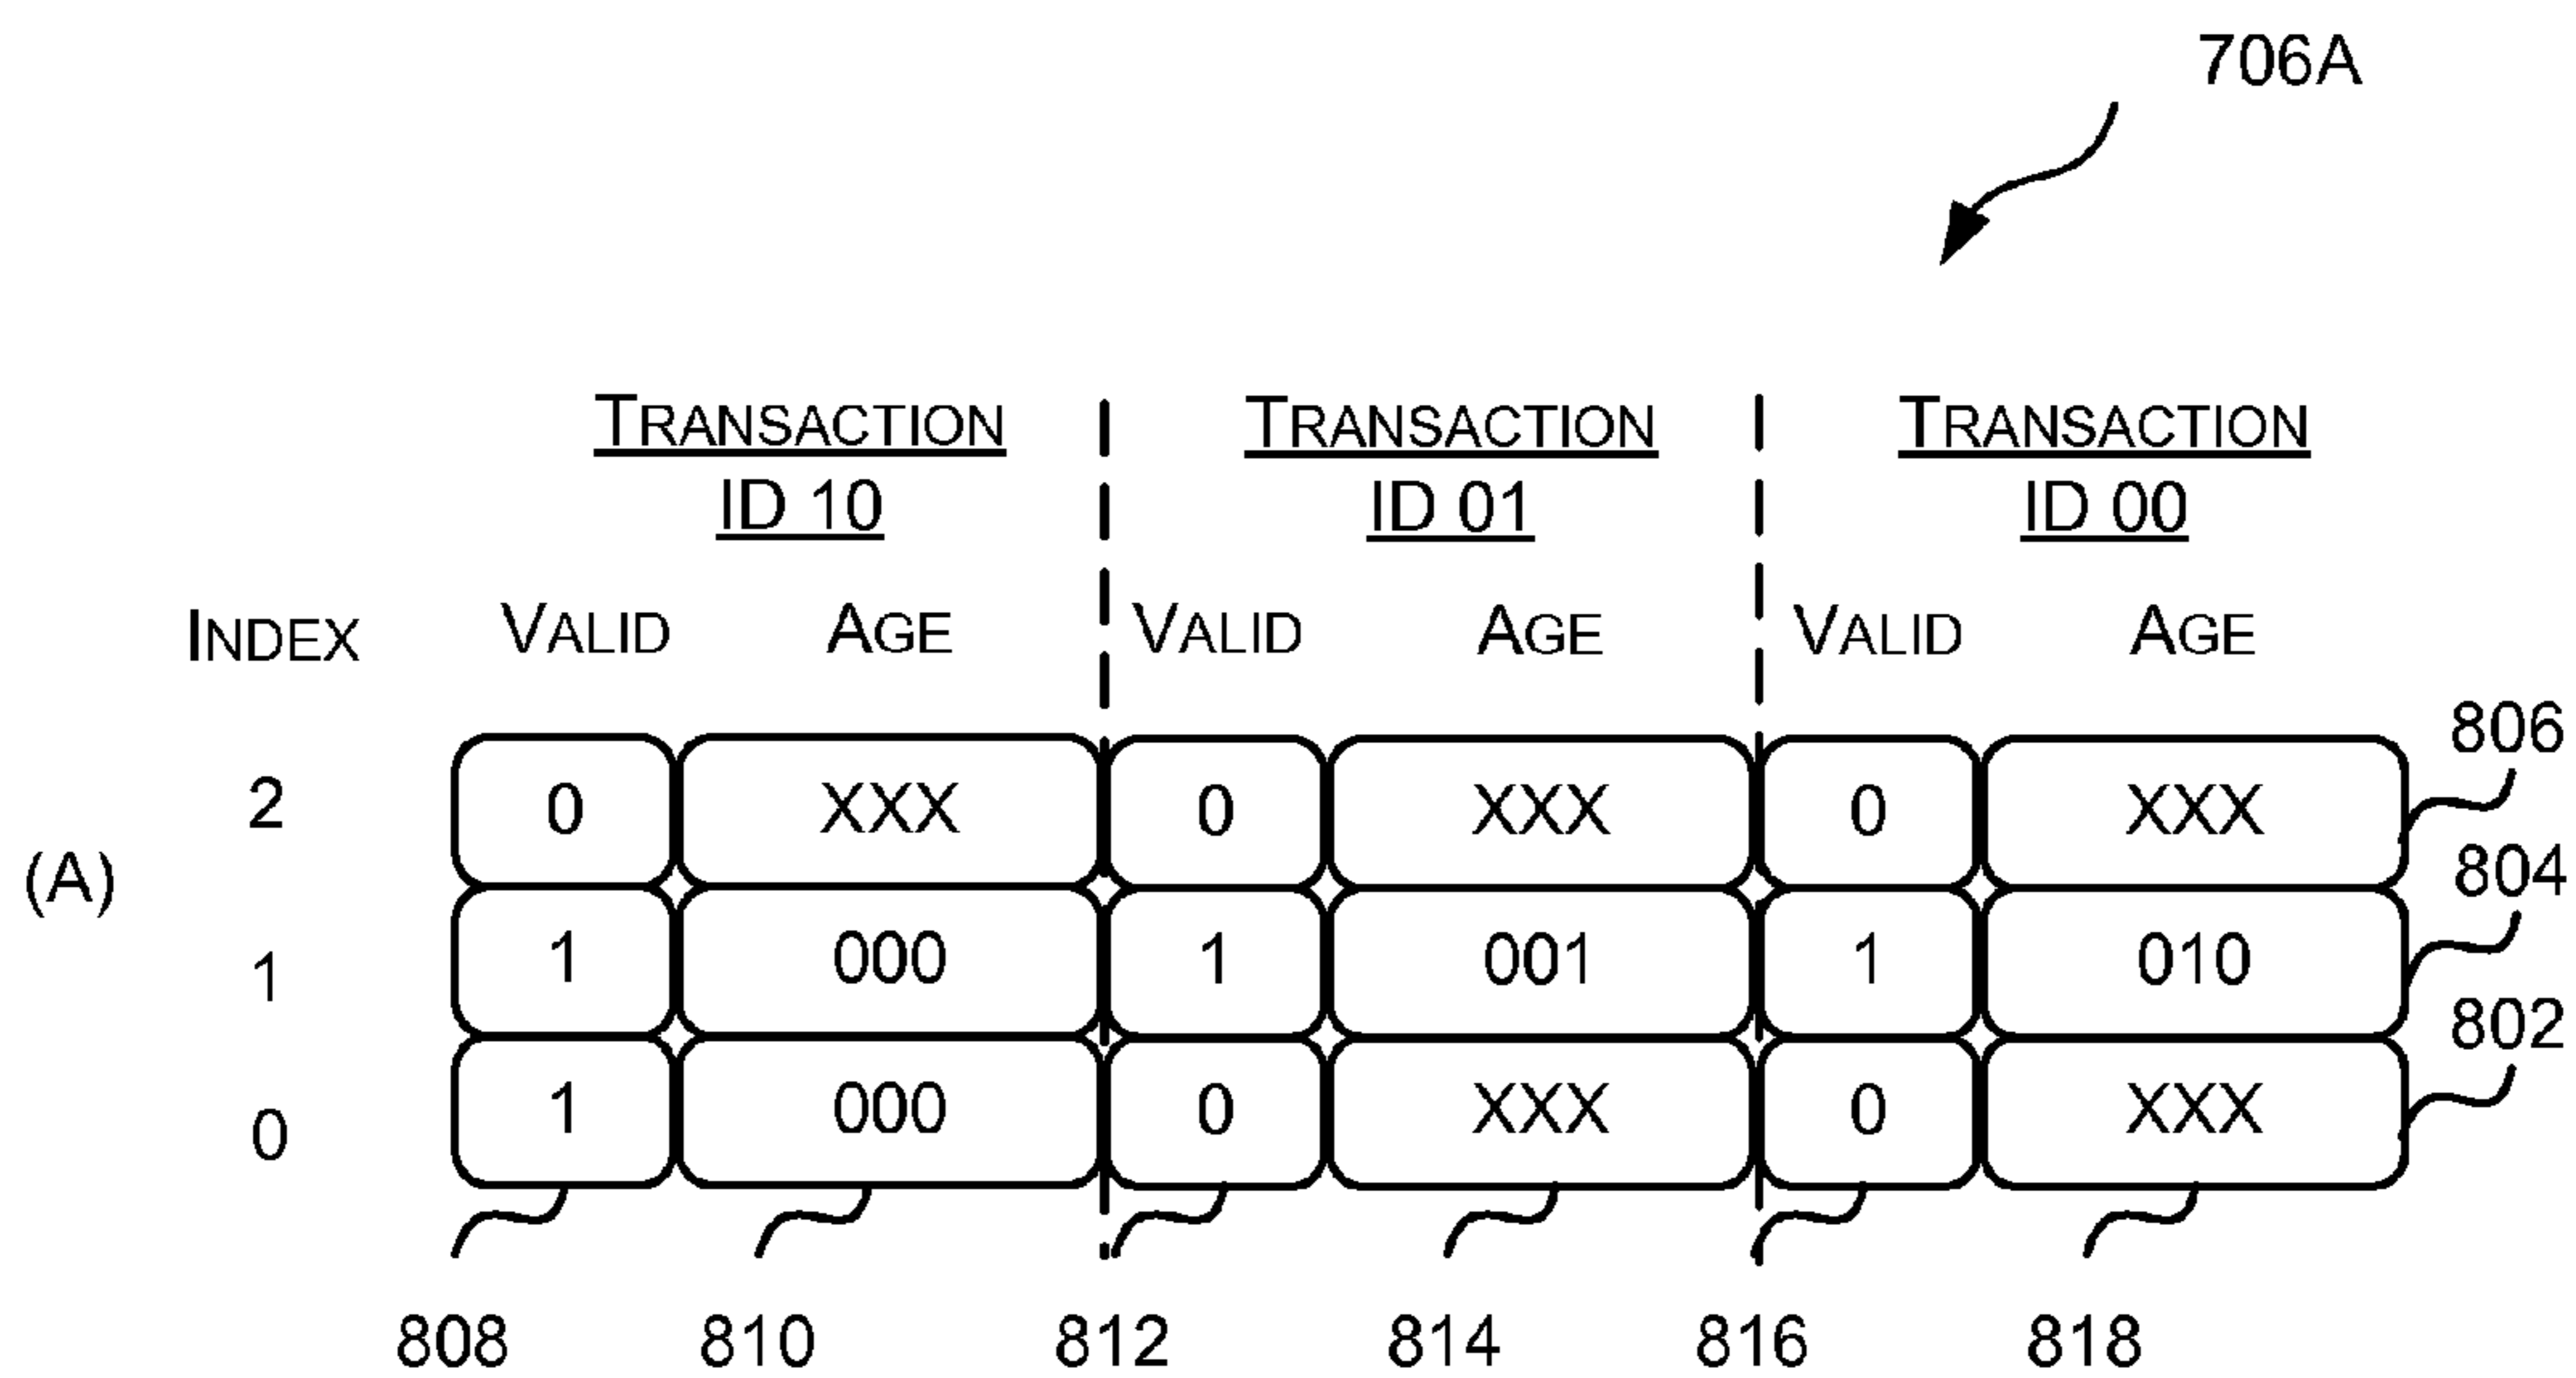 706A
TRANSACTION TRANSACTION TRANSACTION
ID 10 ID 01 ID 00
INDEX VALID AGE VALID AGE VALID AGE
806
2 0 XXX 0 XXX 0 XXX
804
(A)
1 1 000 1 001 1 010
802
0 1 000 0 XXX 0 XXX
808 810 812 814 816 818